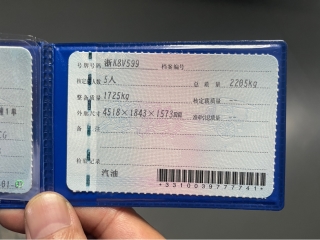 号牌号码 浙K8V599 档案编号
核定载人数 5人 总质量 2205kg
整备质量 1725kg 核定载质量 --
外廓尺寸 4518×1843×1573mm 准牵引总质量 --
备注
检验记录
汽油
*3310039777741*